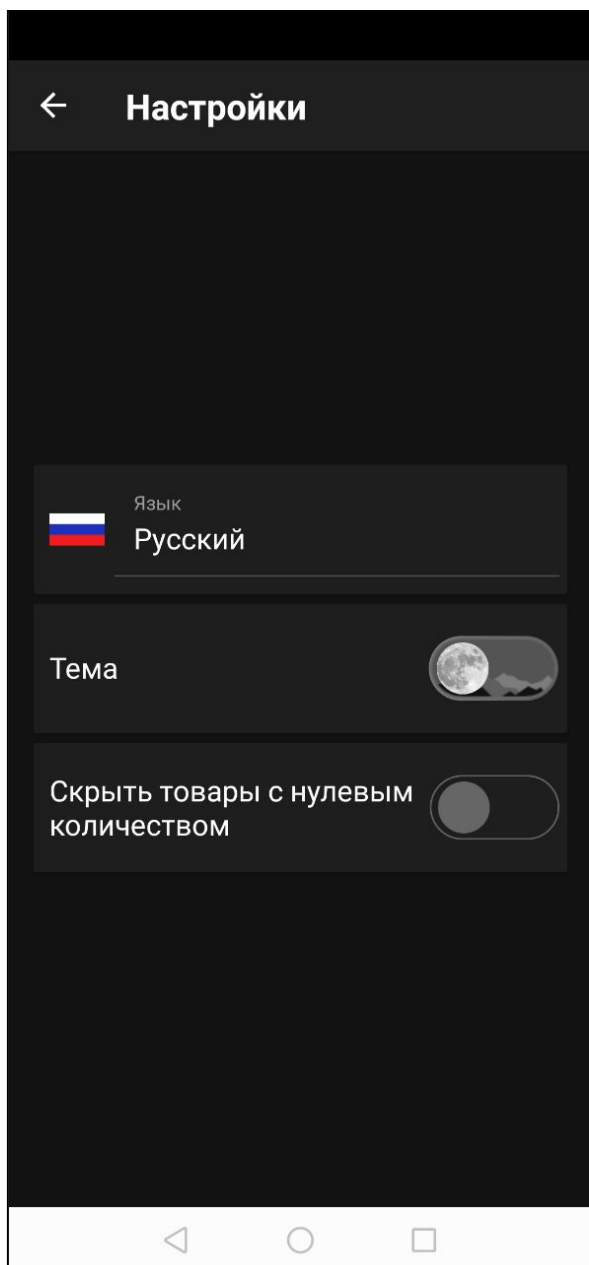 Настройки
Язык
Русский
Тема
Скрыть товары с нулевым
количеством